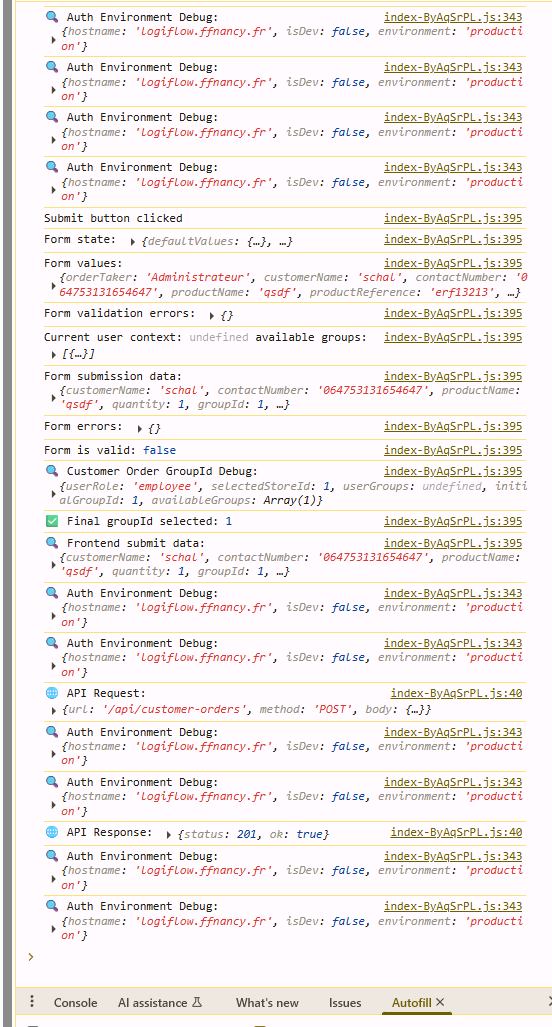 🔍 Auth Environment Debug: index-ByAqSrPL.js:343
{hostname: 'logiflow.ffnancy.fr', isDev: false, environment: 'producti
on'}
🔍 Auth Environment Debug: index-ByAqSrPL.js:343
{hostname: 'logiflow.ffnancy.fr', isDev: false, environment: 'producti
on'}
🔍 Auth Environment Debug: index-ByAqSrPL.js:343
{hostname: 'logiflow.ffnancy.fr', isDev: false, environment: 'producti
on'}
🔍 Auth Environment Debug: index-ByAqSrPL.js:343
{hostname: 'logiflow.ffnancy.fr', isDev: false, environment: 'producti
on'}
Submit button clicked index-ByAqSrPL.js:395
Form state: ▶ {defaultValues: {…}, …} index-ByAqSrPL.js:395
Form values: index-ByAqSrPL.js:395
{orderTaker: 'Administrateur', customerName: 'schal', contactNumber: '0
64753131654647', productName: 'qsdf', productReference: 'erf13213', …}
Form validation errors: ▶ {} index-ByAqSrPL.js:395
Current user context: undefined available groups: index-ByAqSrPL.js:395
▶ [{…}]
Form submission data: index-ByAqSrPL.js:395
{customerName: 'schal', contactNumber: '064753131654647', productName:
'qsdf', quantity: 1, groupId: 1, …}
Form errors: ▶ {} index-ByAqSrPL.js:395
Form is valid: false index-ByAqSrPL.js:395
🔍 Customer Order GroupId Debug: index-ByAqSrPL.js:395
{userRole: 'employee', selectedStoreId: 1, userGroups: undefined, initi
alGroupId: 1, availableGroups: Array(1)}
✅ Final groupId selected: 1 index-ByAqSrPL.js:395
🔍 Frontend submit data: index-ByAqSrPL.js:395
{customerName: 'schal', contactNumber: '064753131654647', productName:
'qsdf', quantity: 1, groupId: 1, …}
🔍 Auth Environment Debug: index-ByAqSrPL.js:343
{hostname: 'logiflow.ffnancy.fr', isDev: false, environment: 'producti
on'}
🔍 Auth Environment Debug: index-ByAqSrPL.js:343
{hostname: 'logiflow.ffnancy.fr', isDev: false, environment: 'producti
on'}
🌐 API Request: index-ByAqSrPL.js:40
▶ {url: '/api/customer-orders', method: 'POST', body: {…}}
🔍 Auth Environment Debug: index-ByAqSrPL.js:343
{hostname: 'logiflow.ffnancy.fr', isDev: false, environment: 'producti
on'}
🔍 Auth Environment Debug: index-ByAqSrPL.js:343
{hostname: 'logiflow.ffnancy.fr', isDev: false, environment: 'producti
on'}
🌐 API Response: ▶ {status: 201, ok: true} index-ByAqSrPL.js:40
🔍 Auth Environment Debug: index-ByAqSrPL.js:343
{hostname: 'logiflow.ffnancy.fr', isDev: false, environment: 'producti
on'}
🔍 Auth Environment Debug: index-ByAqSrPL.js:343
{hostname: 'logiflow.ffnancy.fr', isDev: false, environment: 'producti
on'}
Console AI assistance What's new Issues Autofill